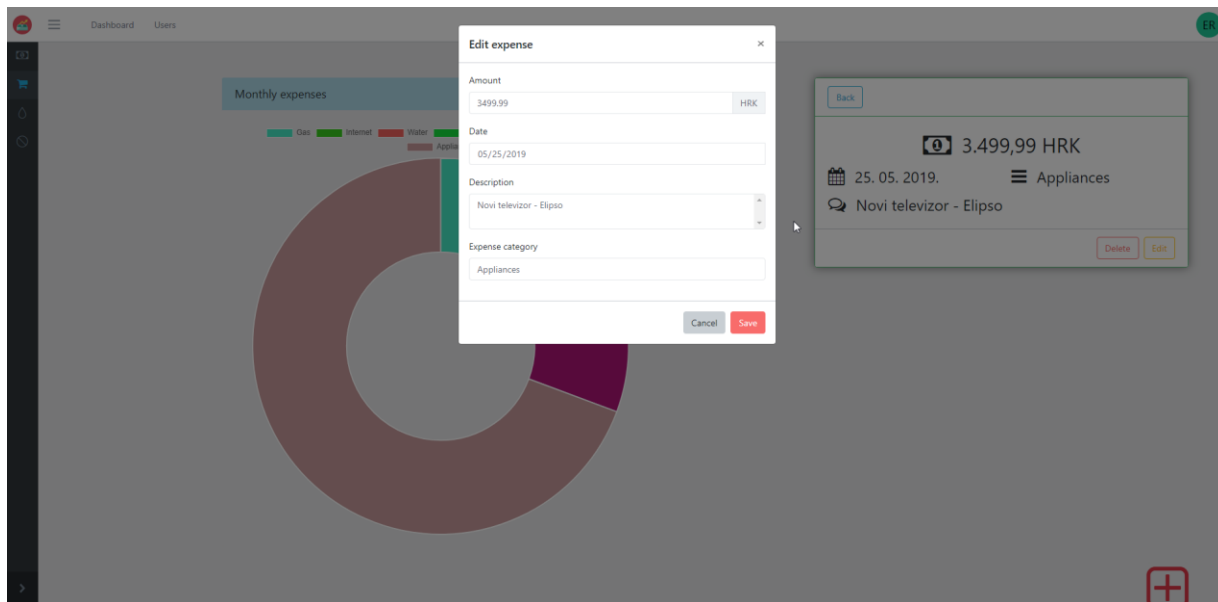 Dashboard Users
ER
Monthly expenses
Gas Internet Water
Edit expense ×
Amount
3499.99 HRK
Date
05/25/2019
Description
Novi televizor - Elipso
Expense category
Appliances
Cancel Save
Back
3.499,99 HRK
25. 05. 2019. Appliances
Novi televizor - Elipso
Delete Edit